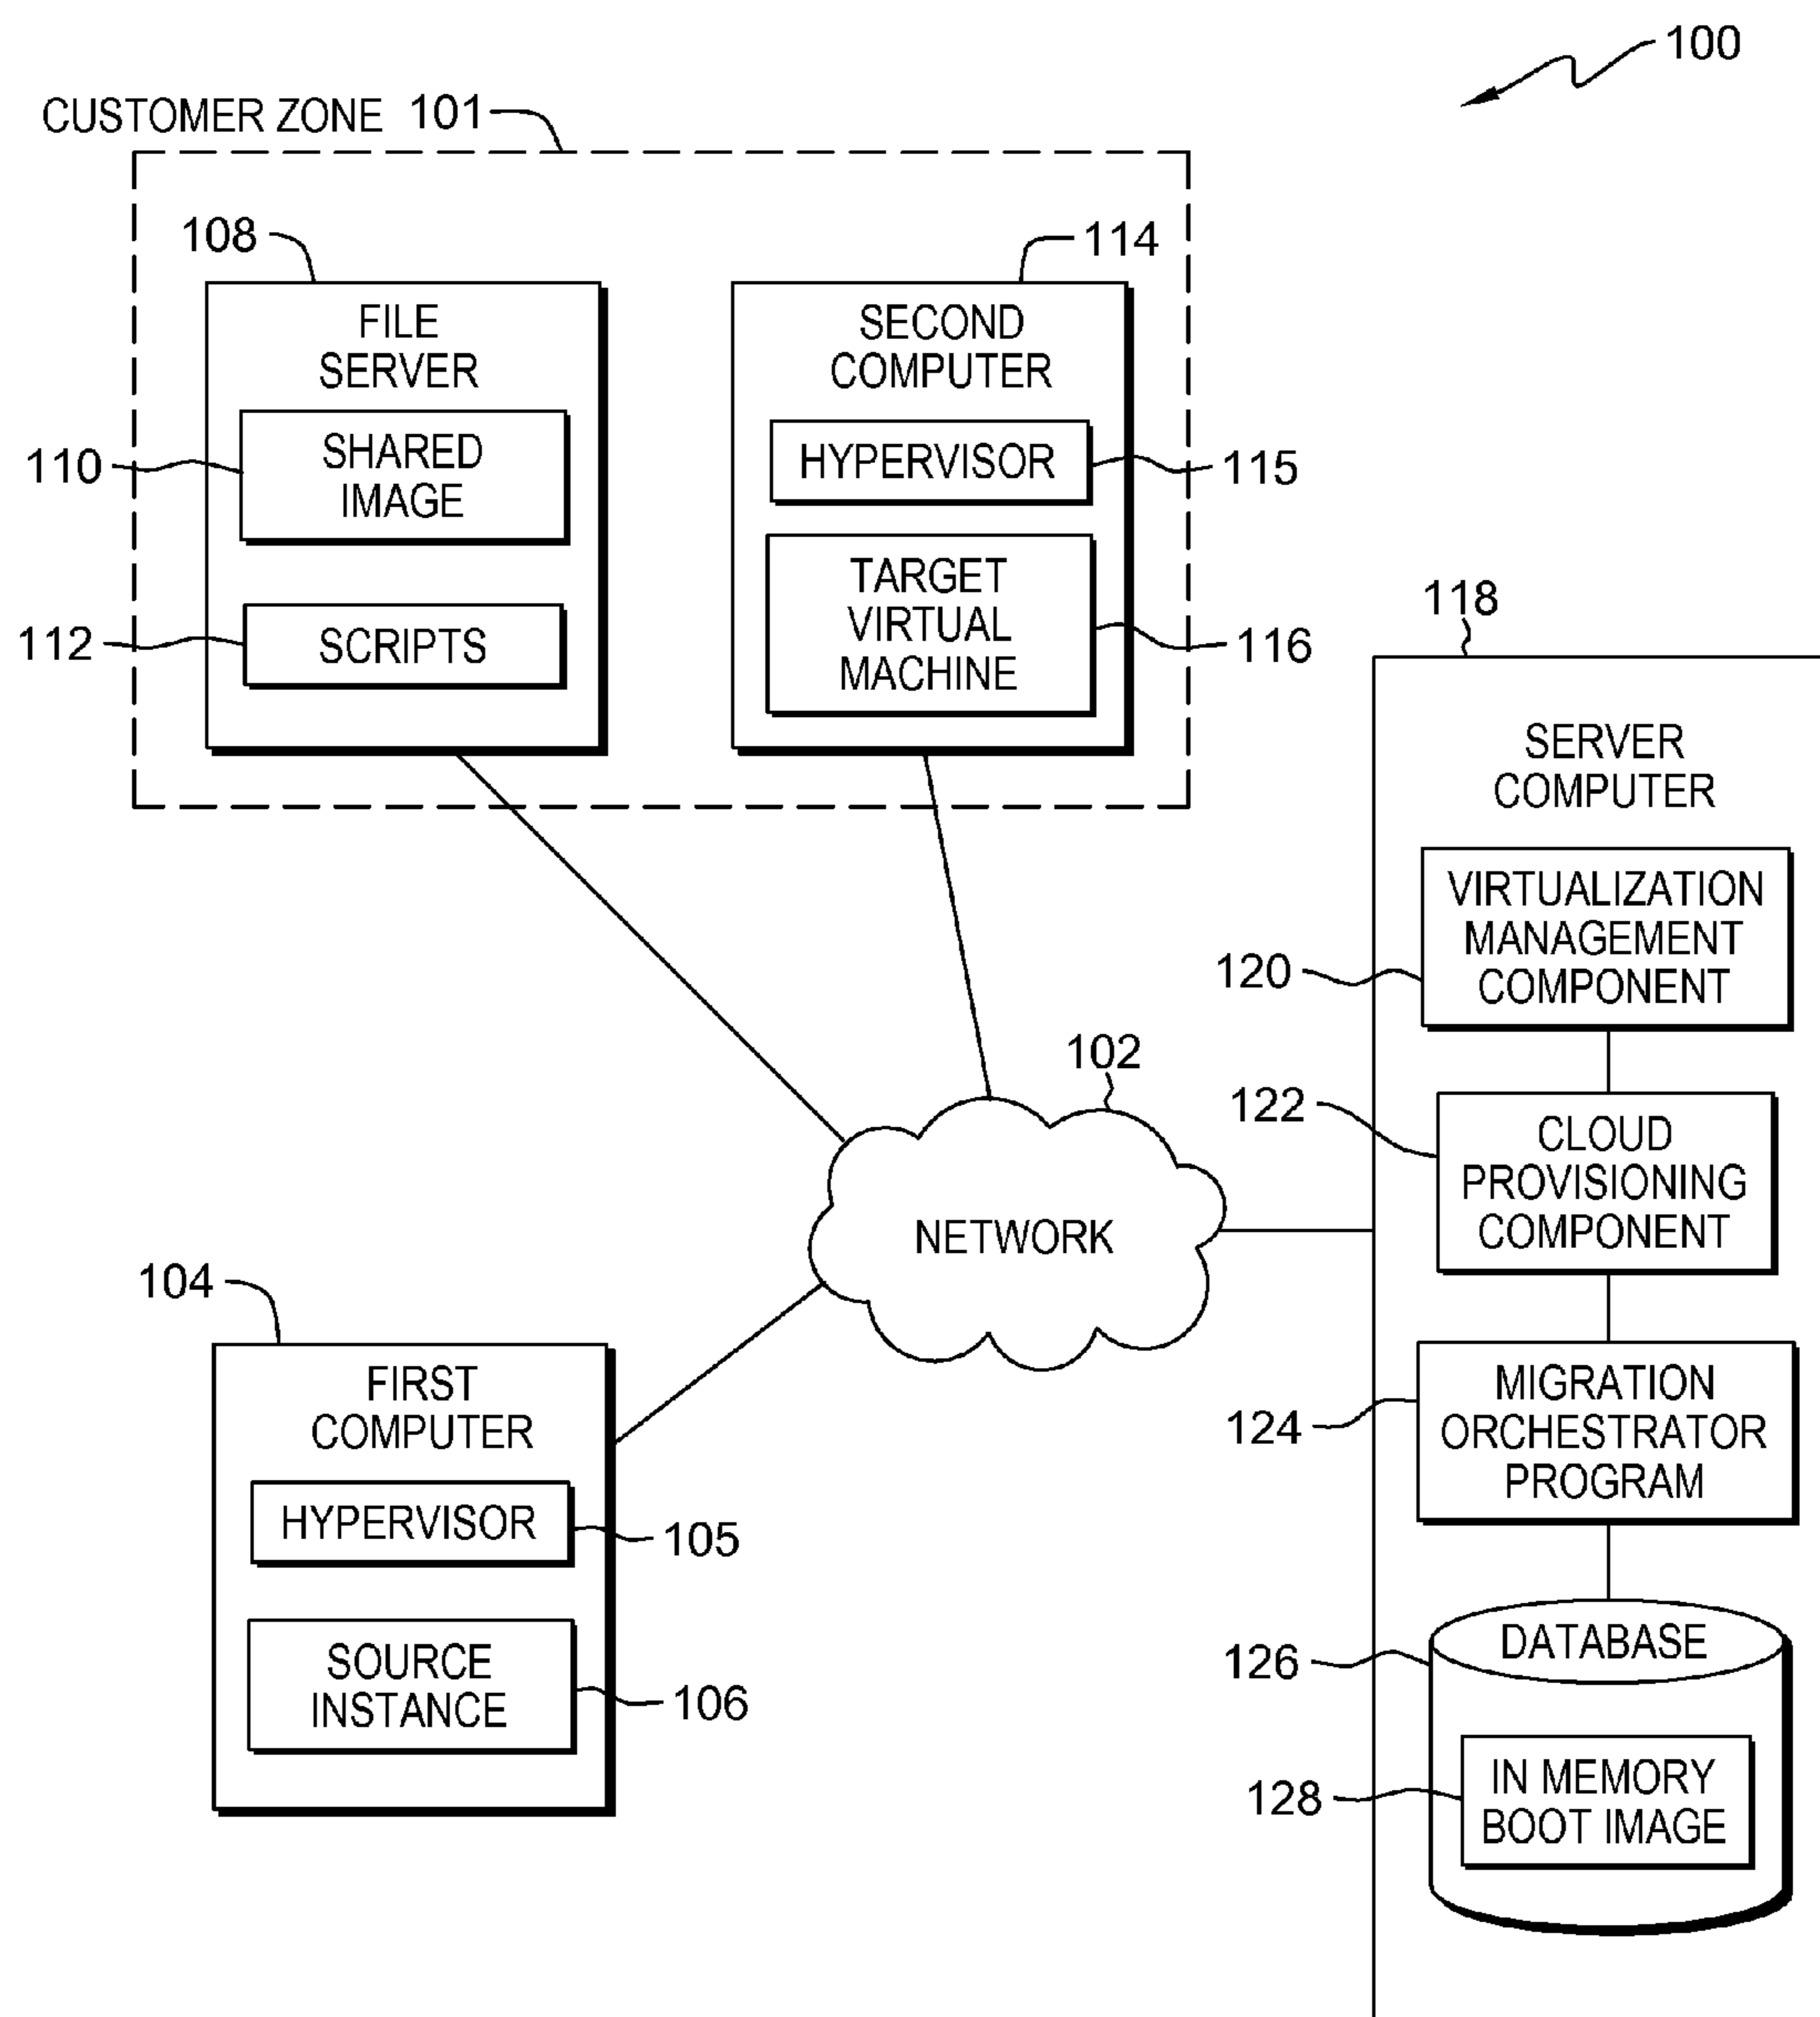 100
CUSTOMER ZONE 101
108
FILE
SERVER
110
SHARED
IMAGE
112
SCRIPTS
114
SECOND
COMPUTER
HYPERVISOR
115
TARGET
VIRTUAL
MACHINE
116
118
SERVER
COMPUTER
VIRTUALIZATION
MANAGEMENT
COMPONENT
120
102
NETWORK
122
CLOUD
PROVISIONING
COMPONENT
104
FIRST
COMPUTER
HYPERVISOR
105
SOURCE
INSTANCE
106
124
MIGRATION
ORCHESTRATOR
PROGRAM
DATABASE
126
IN MEMORY
BOOT IMAGE
128